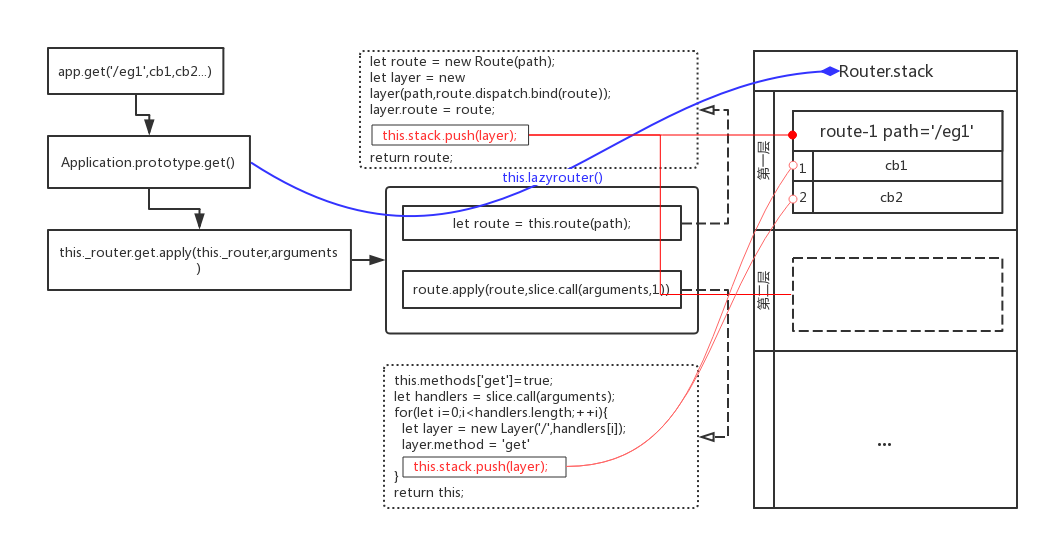 app.get('/eg1',cb1,cb2...)
Application.prototype.get()
this._router.get.apply(this._router,arguments
)
let route = new Route(path);
let layer = new
layer(path,route.dispatch.bind(route));
layer.route = route;
this.stack.push(layer);
return route;
this.lazyrouter()
let route = this.route(path);
route.apply(route,slice.call(arguments,1))
this.methods['get']=true;
let handlers = slice.call(arguments);
for(let i=0;i<handlers.length;++i){
let layer = new Layer('/',handlers[i]);
layer.method = 'get'
this.stack.push(layer);
}
return this;
Router.stack
第一层
route-1 path='/eg1'
1
cb1
2
cb2
第二层
...